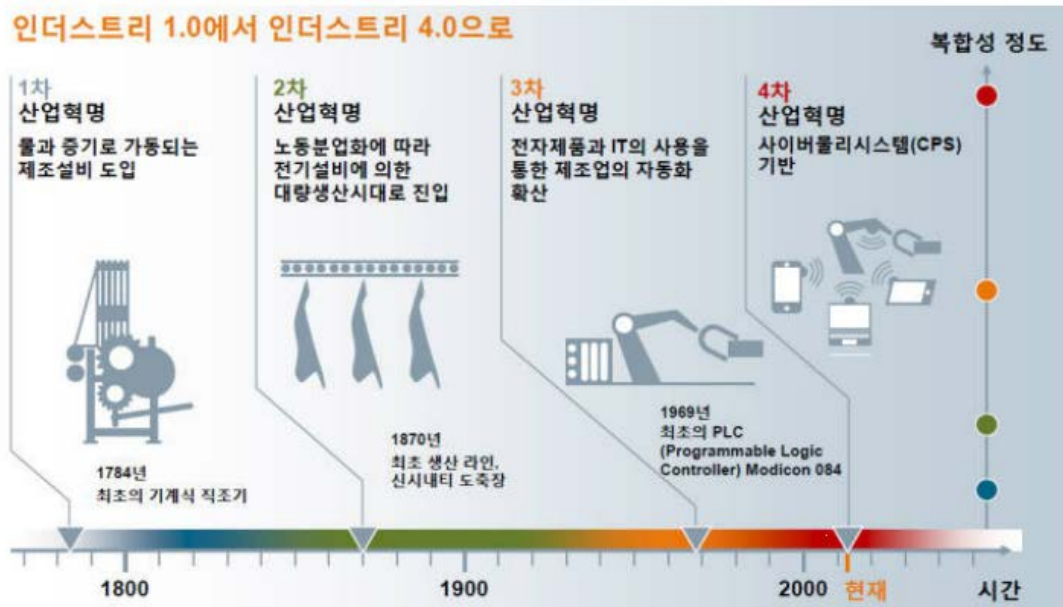 인더스트리 1.0에서 인더스트리 4.0으로
복합성 정도
1차
산업혁명
물과 증기로 가동되는
제조설비 도입
2차
산업혁명
노동분업화에 따라
전기설비에 의한
대량생산시대로 진입
3차
산업혁명
전자제품과 IT의 사용을
통한 제조업의 자동화
확산
4차
산업혁명
사이버물리시스템(CPS)
기반
1784년
최초의 기계식 직조기
1870년
최초 생산 라인,
신시내티 도축장
1969년
최초의 PLC
(Programmable Logic
Controller) Modicon 084
1800
1900
2000
현재
시간